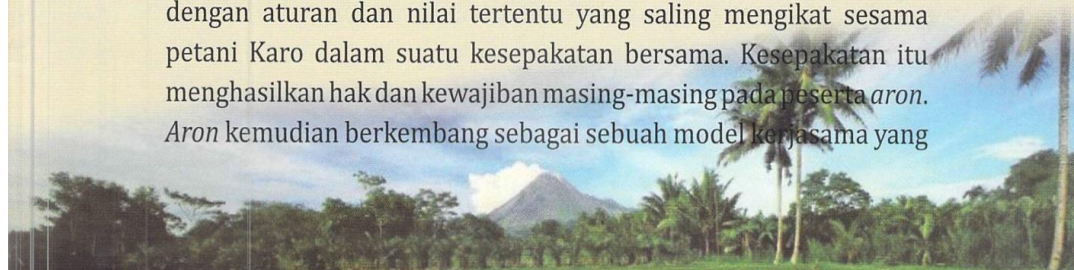 dengan aturan dan nilai tertentu yang saling mengikat sesama
petani Karo dalam suatu kesepakatan bersama. Kesepakatan itu
menghasilkan hak dan kewajiban masing-masing pada peserta aron.
Aron kemudian berkembang sebagai sebuah model kerjasama yang